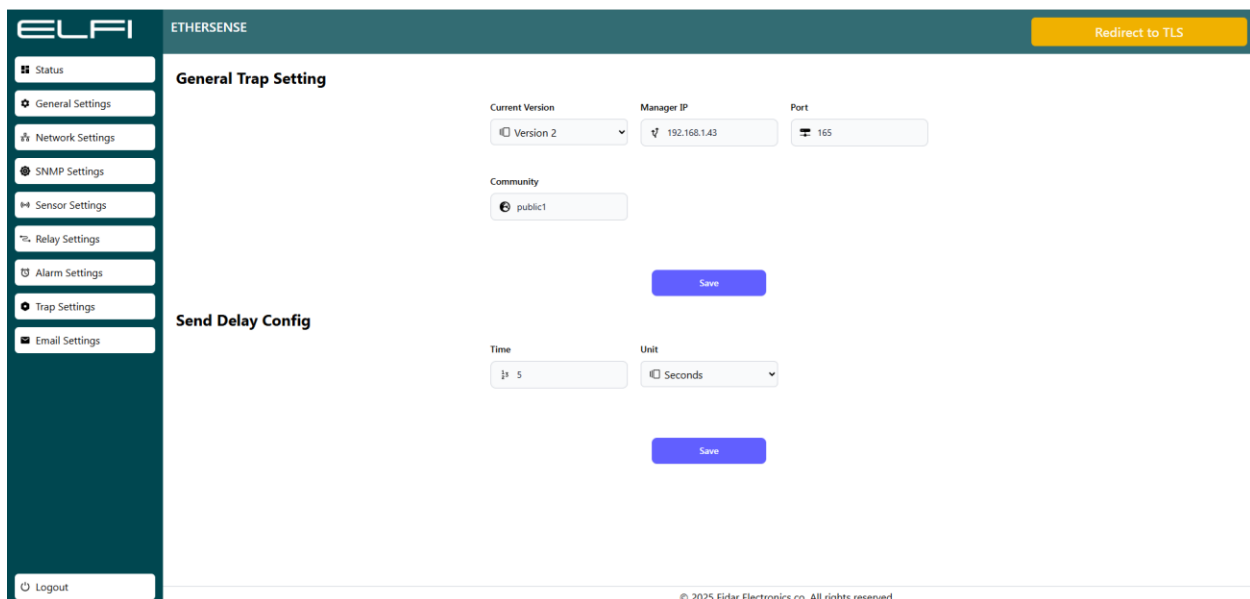 ELFI
ETHERSENSE
Redirect to TLS
Status
General Settings
Network Settings
SNMP Settings
Sensor Settings
Relay Settings
Alarm Settings
Trap Settings
Email Settings
Logout
General Trap Setting
Current Version
Manager IP
Port
Version 2
192.168.1.43
165
Community
public1
Save
Send Delay Config
Time
Unit
5
Seconds
Save
© 2025 Fidar Electronics co. All rights reserved